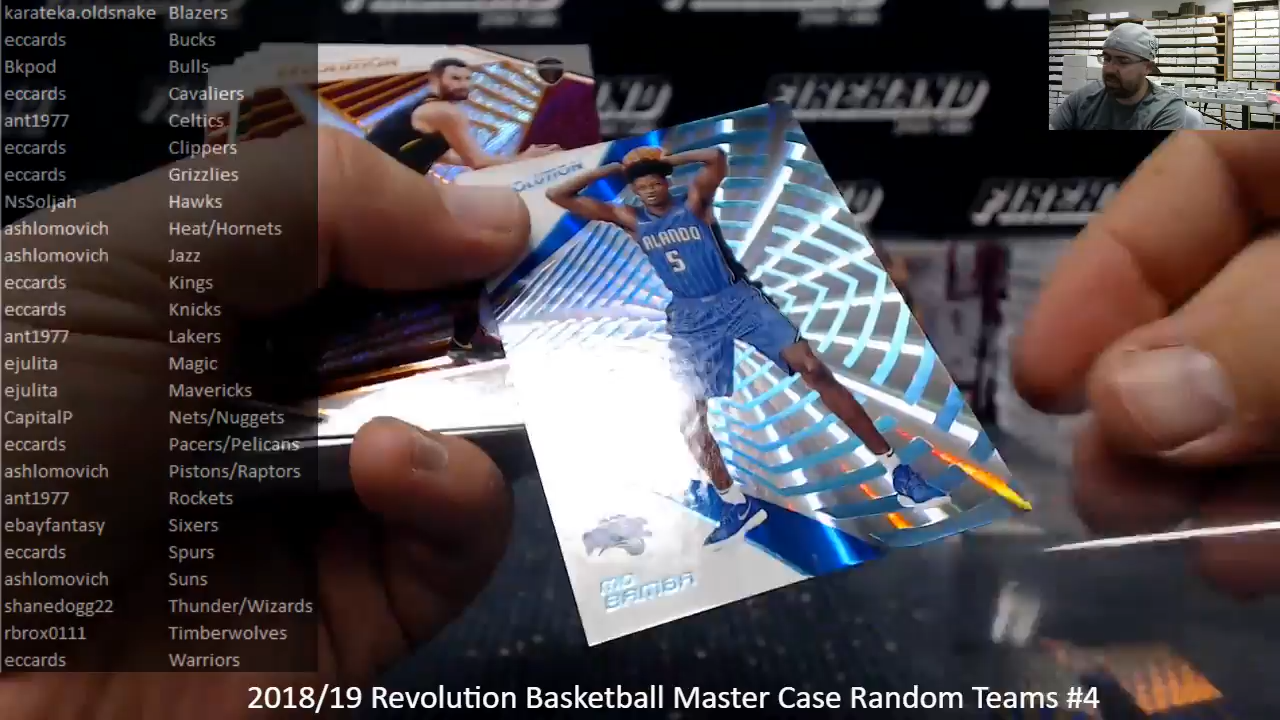 karateka.oldsnake Blazers
eccards Bucks
Bkpod Bulls
eccards Cavaliers
ant1977 Celtics
eccards Clippers
eccards Grizzlies
NsSoljah Hawks
ashlomovich Heat/Hornets
ashlomovich Jazz
eccards Kings
eccards Knicks
ant1977 Lakers
ejulita Magic
ejulita Mavericks
CapitalP Nets/Nuggets
eccards Pacers/Pelicans
ashlomovich Pistons/Raptors
ant1977 Rockets
ebayfantasy Sixers
eccards Spurs
ashlomovich Suns
shanedogg22 Thunder/Wizards
rbrox0111 Timberwolves
eccards Warriors
REVOLUTION
FIREHAND
OLUTION
ORLANDO
5
MO
BAMBA
2018/19 Revolution Basketball Master Case Random Teams #4